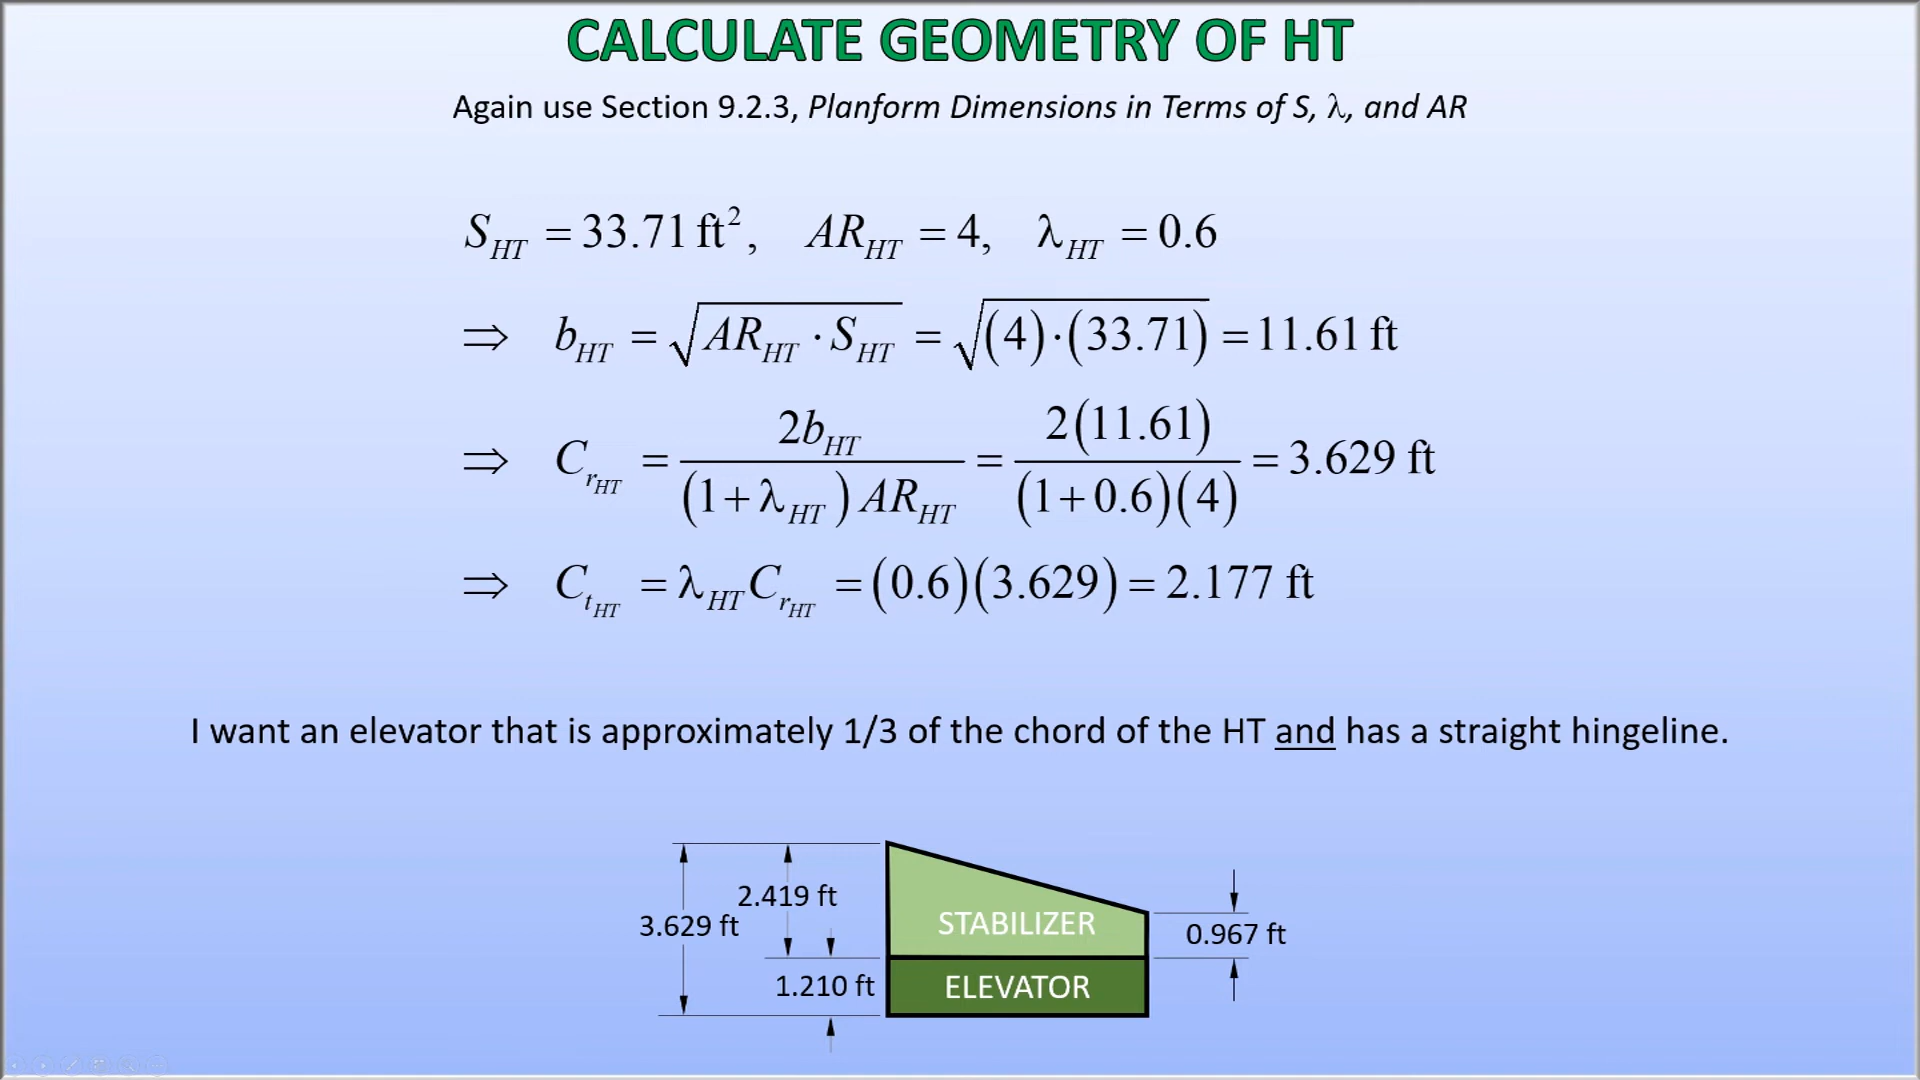 CALCULATE GEOMETRY OF HT
Again use Section 9.2.3, Planform Dimensions in Terms of S, λ, and AR
S_HT = 33.71 ft², AR_HT = 4, λ_HT = 0.6
⇒ b_HT = √(AR_HT · S_HT) = √((4)·(33.71)) = 11.61 ft
⇒ C_r_HT = 2b_HT / ((1+λ_HT) AR_HT) = 2(11.61) / ((1+0.6)(4)) = 3.629 ft
⇒ C_t_HT = λ_HT C_r_HT = (0.6)(3.629) = 2.177 ft
I want an elevator that is approximately 1/3 of the chord of the HT and has a straight hingeline.
2.419 ft
3.629 ft
STABILIZER
0.967 ft
1.210 ft
ELEVATOR